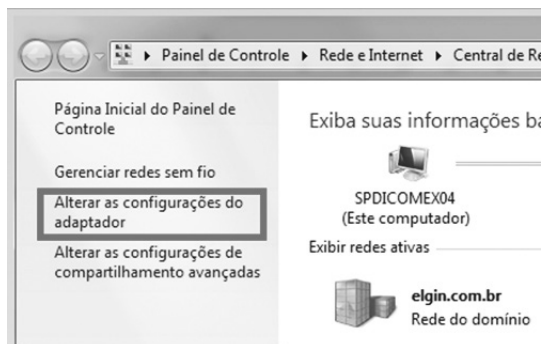 Painel de Controle ▸ Rede e Internet ▸ Central de Re
Página Inicial do Painel de
Controle
Gerenciar redes sem fio
Alterar as configurações do
adaptador
Alterar as configurações de
compartilhamento avançadas
Exiba suas informações bá
SPDICOMEX04
(Este computador)
Exibir redes ativas
elgin.com.br
Rede do domínio